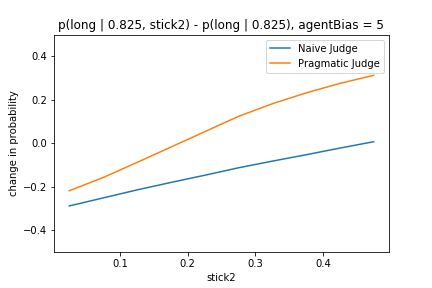 p(long | 0.825, stick2) - p(long | 0.825), agentBias = 5
Naive Judge
Pragmatic Judge
change in probability
0.4
0.2
0.0
−0.2
−0.4
0.1
0.2
0.3
0.4
stick2